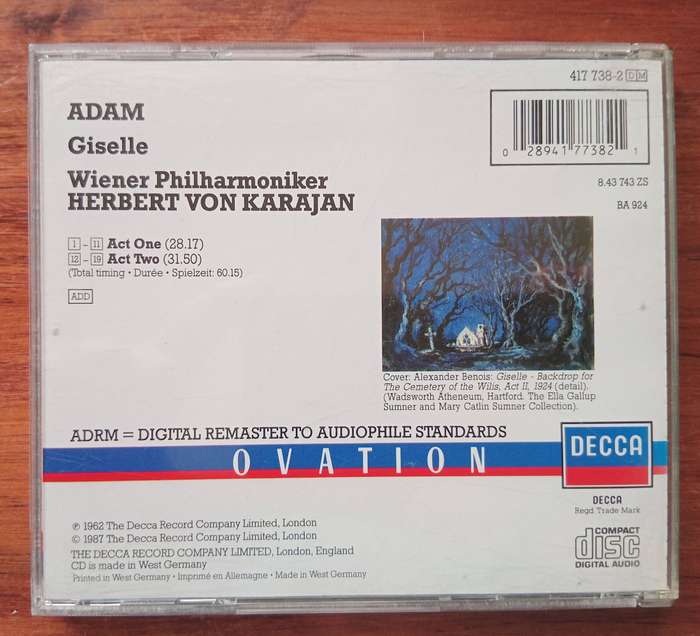 417 738-2 DM
ADAM
Giselle
Wiener Philharmoniker
HERBERT VON KARAJAN
0 28941 77382 1
8.43 743 ZS
BA 924
1 - 11 Act One (28.17)
12 - 19 Act Two (31.50)
(Total timing • Durée • Spielzeit: 60.15)
ADD
Cover: Alexander Benois: Giselle - Backdrop for
The Cemetery of the Wilis, Act II, 1924 (detail).
(Wadsworth Atheneum, Hartford. The Ella Gallup
Sumner and Mary Catlin Sumner Collection).
ADRM = DIGITAL REMASTER TO AUDIOPHILE STANDARDS
OVATION
DECCA
DECCA
Regd Trade Mark
℗ 1962 The Decca Record Company Limited, London
© 1987 The Decca Record Company Limited, London
THE DECCA RECORD COMPANY LIMITED, London, England
CD is made in West Germany
Printed in West Germany • Imprimé en Allemagne • Made in West Germany
COMPACT
disc
DIGITAL AUDIO